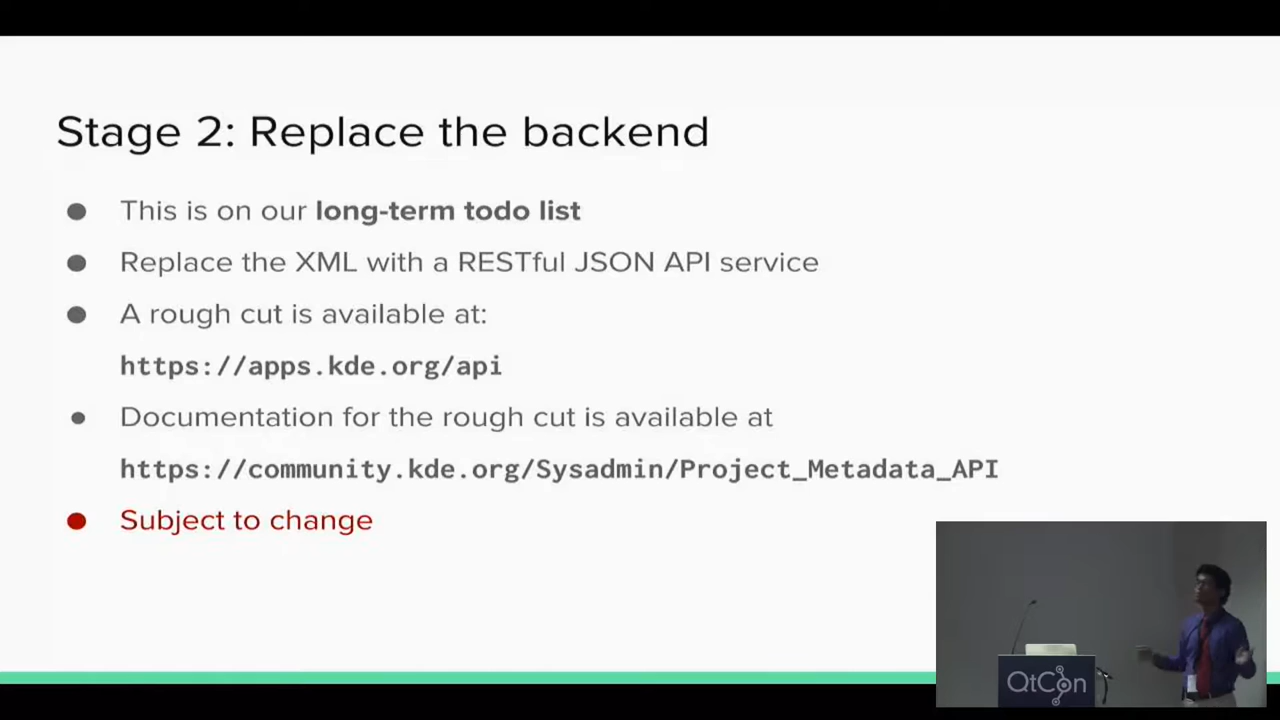 Stage 2: Replace the backend
This is on our long-term todo list
Replace the XML with a RESTful JSON API service
A rough cut is available at:
https://apps.kde.org/api
Documentation for the rough cut is available at
https://community.kde.org/Sysadmin/Project_Metadata_API
Subject to change
QtCon